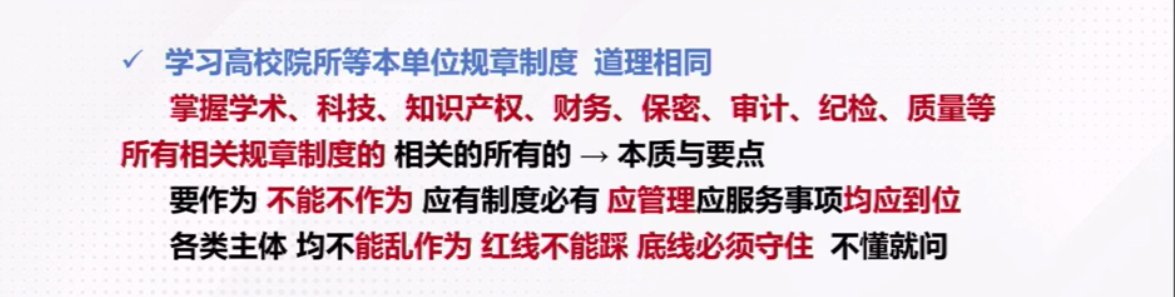 ✓ 学习高校院所等本单位规章制度 道理相同
掌握学术、科技、知识产权、财务、保密、审计、纪检、质量等
所有相关规章制度的 相关的所有的 → 本质与要点
要作为 不能不作为 应有制度必有 应管理应服务事项均应到位
各类主体 均不能乱作为 红线不能踩 底线必须守住 不懂就问